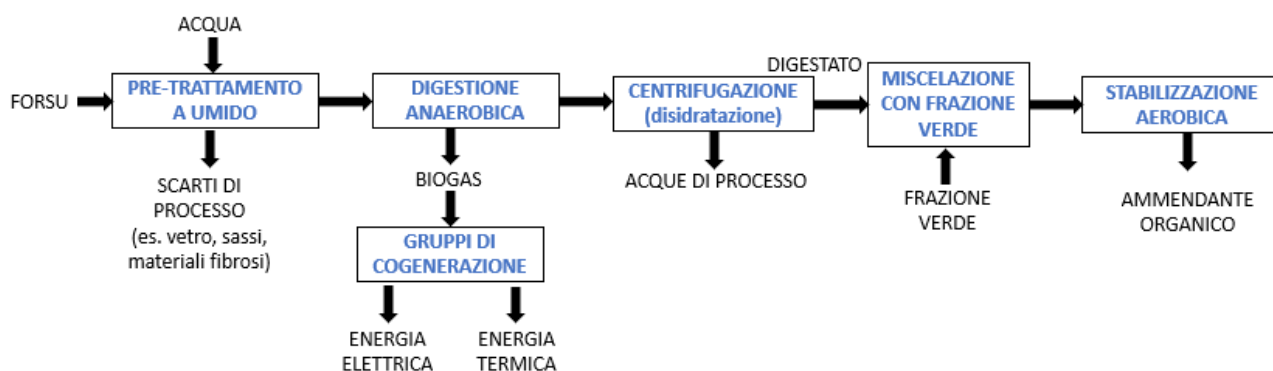 ACQUA
FORSU
PRE-TRATTAMENTO
A UMIDO
SCARTI DI
PROCESSO
(es. vetro, sassi,
materiali fibrosi)
DIGESTIONE
ANAEROBICA
BIOGAS
GRUPPI DI
COGENERAZIONE
ENERGIA
ELETTRICA
ENERGIA
TERMICA
CENTRIFUGAZIONE
(disidratazione)
ACQUE DI PROCESSO
DIGESTATO
MISCELAZIONE
CON FRAZIONE
VERDE
FRAZIONE
VERDE
STABILIZZAZIONE
AEROBICA
AMMENDANTE
ORGANICO